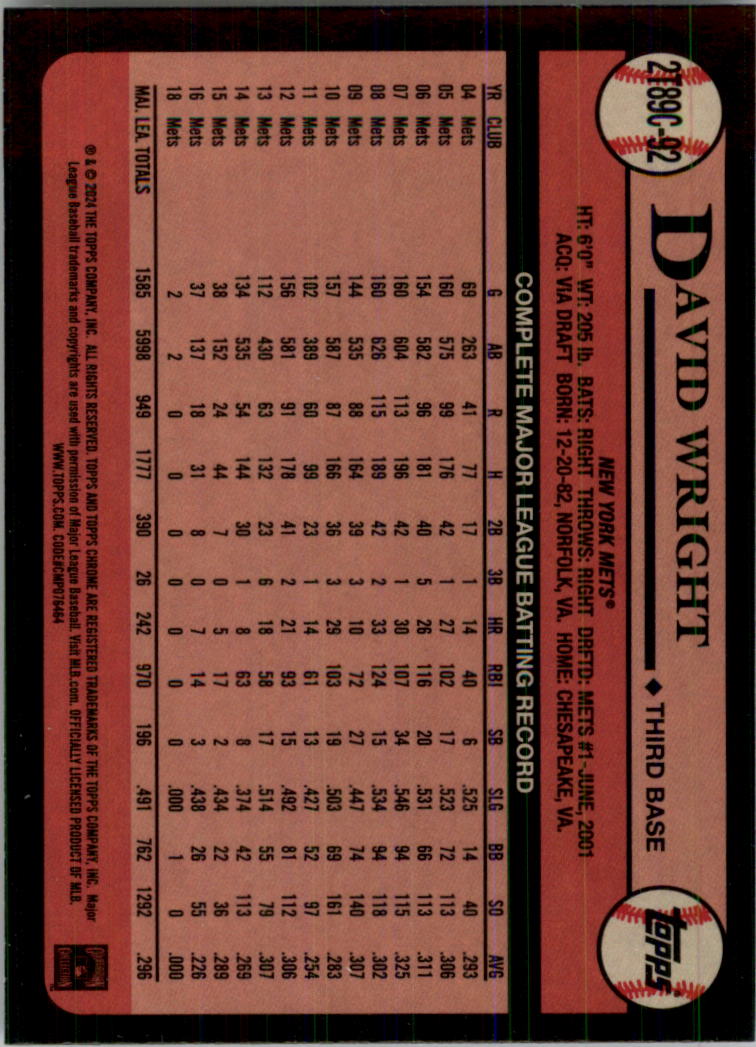 2T89C-92
DAVID WRIGHT ◆ THIRD BASE
topps®
NEW YORK METS®
HT: 6'0" WT: 205 lb. BATS: RIGHT THROWS: RIGHT DRFTD: METS #1-JUNE, 2001
ACQ: VIA DRAFT BORN: 12-20-82, NORFOLK, VA. HOME: CHESAPEAKE, VA.
COMPLETE MAJOR LEAGUE BATTING RECORD
YR CLUB G AB R H 2B 3B HR RBI SB SLG BB SO AVG
04 Mets 69 263 41 77 17 1 14 40 6 .525 14 40 .293
05 Mets 160 575 99 176 42 1 27 102 17 .523 72 113 .306
06 Mets 154 582 96 181 40 5 26 116 20 .531 66 113 .311
07 Mets 160 604 113 196 42 1 30 107 34 .546 94 115 .325
08 Mets 160 626 115 189 42 2 33 124 15 .534 94 118 .302
09 Mets 144 535 88 164 39 3 10 72 27 .447 74 140 .307
10 Mets 157 587 87 166 36 3 29 103 19 .503 69 161 .283
11 Mets 102 389 60 99 23 1 14 61 13 .427 52 97 .254
12 Mets 156 581 91 178 41 2 21 93 15 .492 81 112 .306
13 Mets 112 430 63 132 23 6 18 58 17 .514 55 79 .307
14 Mets 134 535 54 144 30 1 8 63 8 .374 42 113 .269
15 Mets 38 152 24 44 7 0 5 17 2 .434 22 36 .289
16 Mets 37 137 18 31 8 0 7 14 3 .438 26 55 .226
18 Mets 2 2 0 0 0 0 0 0 0 .000 1 0 .000
MAJ. LEA. TOTALS 1585 5998 949 1777 390 26 242 970 196 .491 762 1292 .296
® & © 2024 THE TOPPS COMPANY, INC. ALL RIGHTS RESERVED. TOPPS AND TOPPS CHROME ARE REGISTERED TRADEMARKS OF THE TOPPS COMPANY, INC. Major
League Baseball trademarks and copyrights are used with permission of Major League Baseball. Visit MLB.com. OFFICIALLY LICENSED PRODUCT OF MLB.
WWW.TOPPS.COM. CODE#CMP076464
COOPERSTOWN
COLLECTION